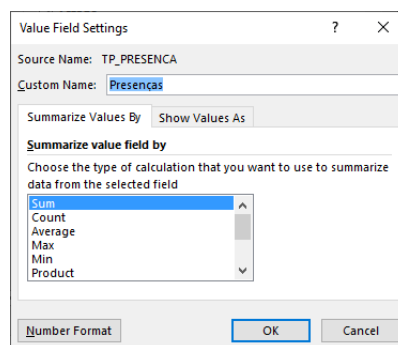 Value Field Settings ? ×
Source Name: TP_PRESENCA
Custom Name: Presenças
Summarize Values By Show Values As
Summarize value field by
Choose the type of calculation that you want to use to summarize
data from the selected field
Sum
Count
Average
Max
Min
Product
Number Format OK Cancel